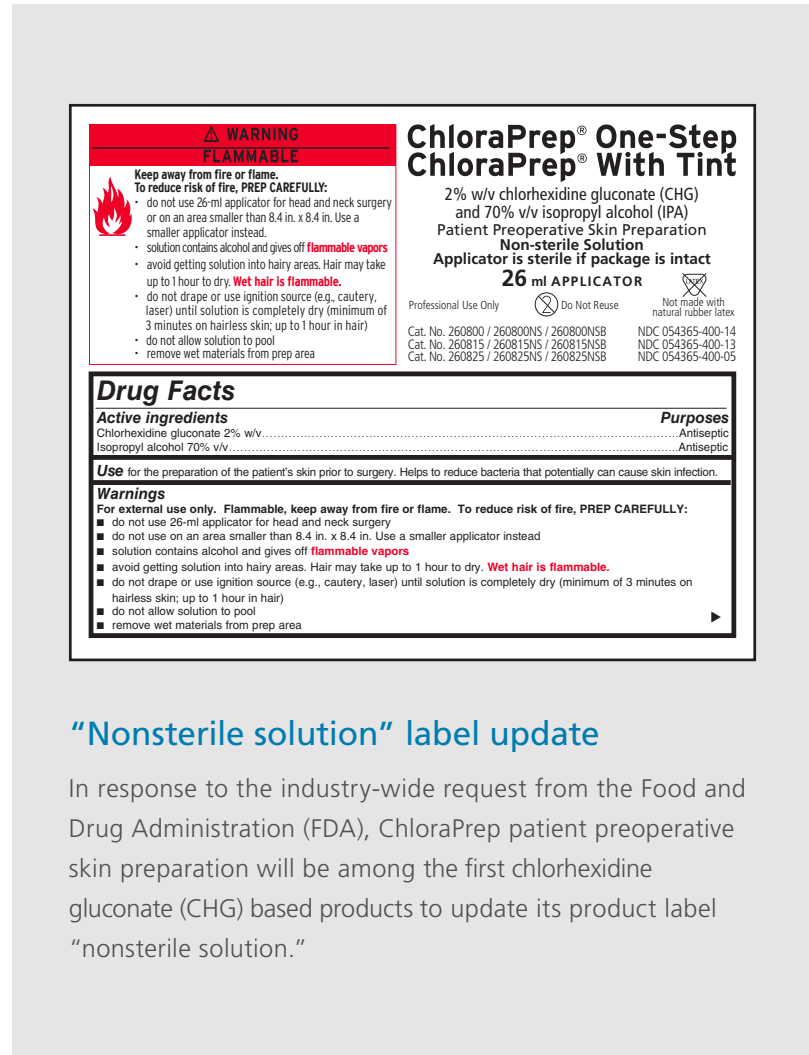 ⚠ WARNING
FLAMMABLE
Keep away from fire or flame.
To reduce risk of fire, PREP CAREFULLY:
• do not use 26-ml applicator for head and neck surgery
or on an area smaller than 8.4 in. x 8.4 in. Use a
smaller applicator instead.
• solution contains alcohol and gives off flammable vapors
• avoid getting solution into hairy areas. Hair may take
up to 1 hour to dry. Wet hair is flammable.
• do not drape or use ignition source (e.g., cautery,
laser) until solution is completely dry (minimum of
3 minutes on hairless skin; up to 1 hour in hair)
• do not allow solution to pool
• remove wet materials from prep area
ChloraPrep® One-Step
ChloraPrep® With Tint
2% w/v chlorhexidine gluconate (CHG)
and 70% v/v isopropyl alcohol (IPA)
Patient Preoperative Skin Preparation
Non-sterile Solution
Applicator is sterile if package is intact
26 ml APPLICATOR
LATEX
Professional Use Only
2
Do Not Reuse
Not made with
natural rubber latex
Cat. No. 260800 / 260800NS / 260800NSB NDC 054365-400-14
Cat. No. 260815 / 260815NS / 260815NSB NDC 054365-400-13
Cat. No. 260825 / 260825NS / 260825NSB NDC 054365-400-05
Drug Facts
Active ingredients Purposes
Chlorhexidine gluconate 2% w/v..........Antiseptic
Isopropyl alcohol 70% v/v..........Antiseptic
Use for the preparation of the patient's skin prior to surgery. Helps to reduce bacteria that potentially can cause skin infection.
Warnings
For external use only. Flammable, keep away from fire or flame. To reduce risk of fire, PREP CAREFULLY:
■ do not use 26-ml applicator for head and neck surgery
■ do not use on an area smaller than 8.4 in. x 8.4 in. Use a smaller applicator instead
■ solution contains alcohol and gives off flammable vapors
■ avoid getting solution into hairy areas. Hair may take up to 1 hour to dry. Wet hair is flammable.
■ do not drape or use ignition source (e.g., cautery, laser) until solution is completely dry (minimum of 3 minutes on
hairless skin; up to 1 hour in hair)
■ do not allow solution to pool
■ remove wet materials from prep area
"Nonsterile solution" label update
In response to the industry-wide request from the Food and
Drug Administration (FDA), ChloraPrep patient preoperative
skin preparation will be among the first chlorhexidine
gluconate (CHG) based products to update its product label
"nonsterile solution."